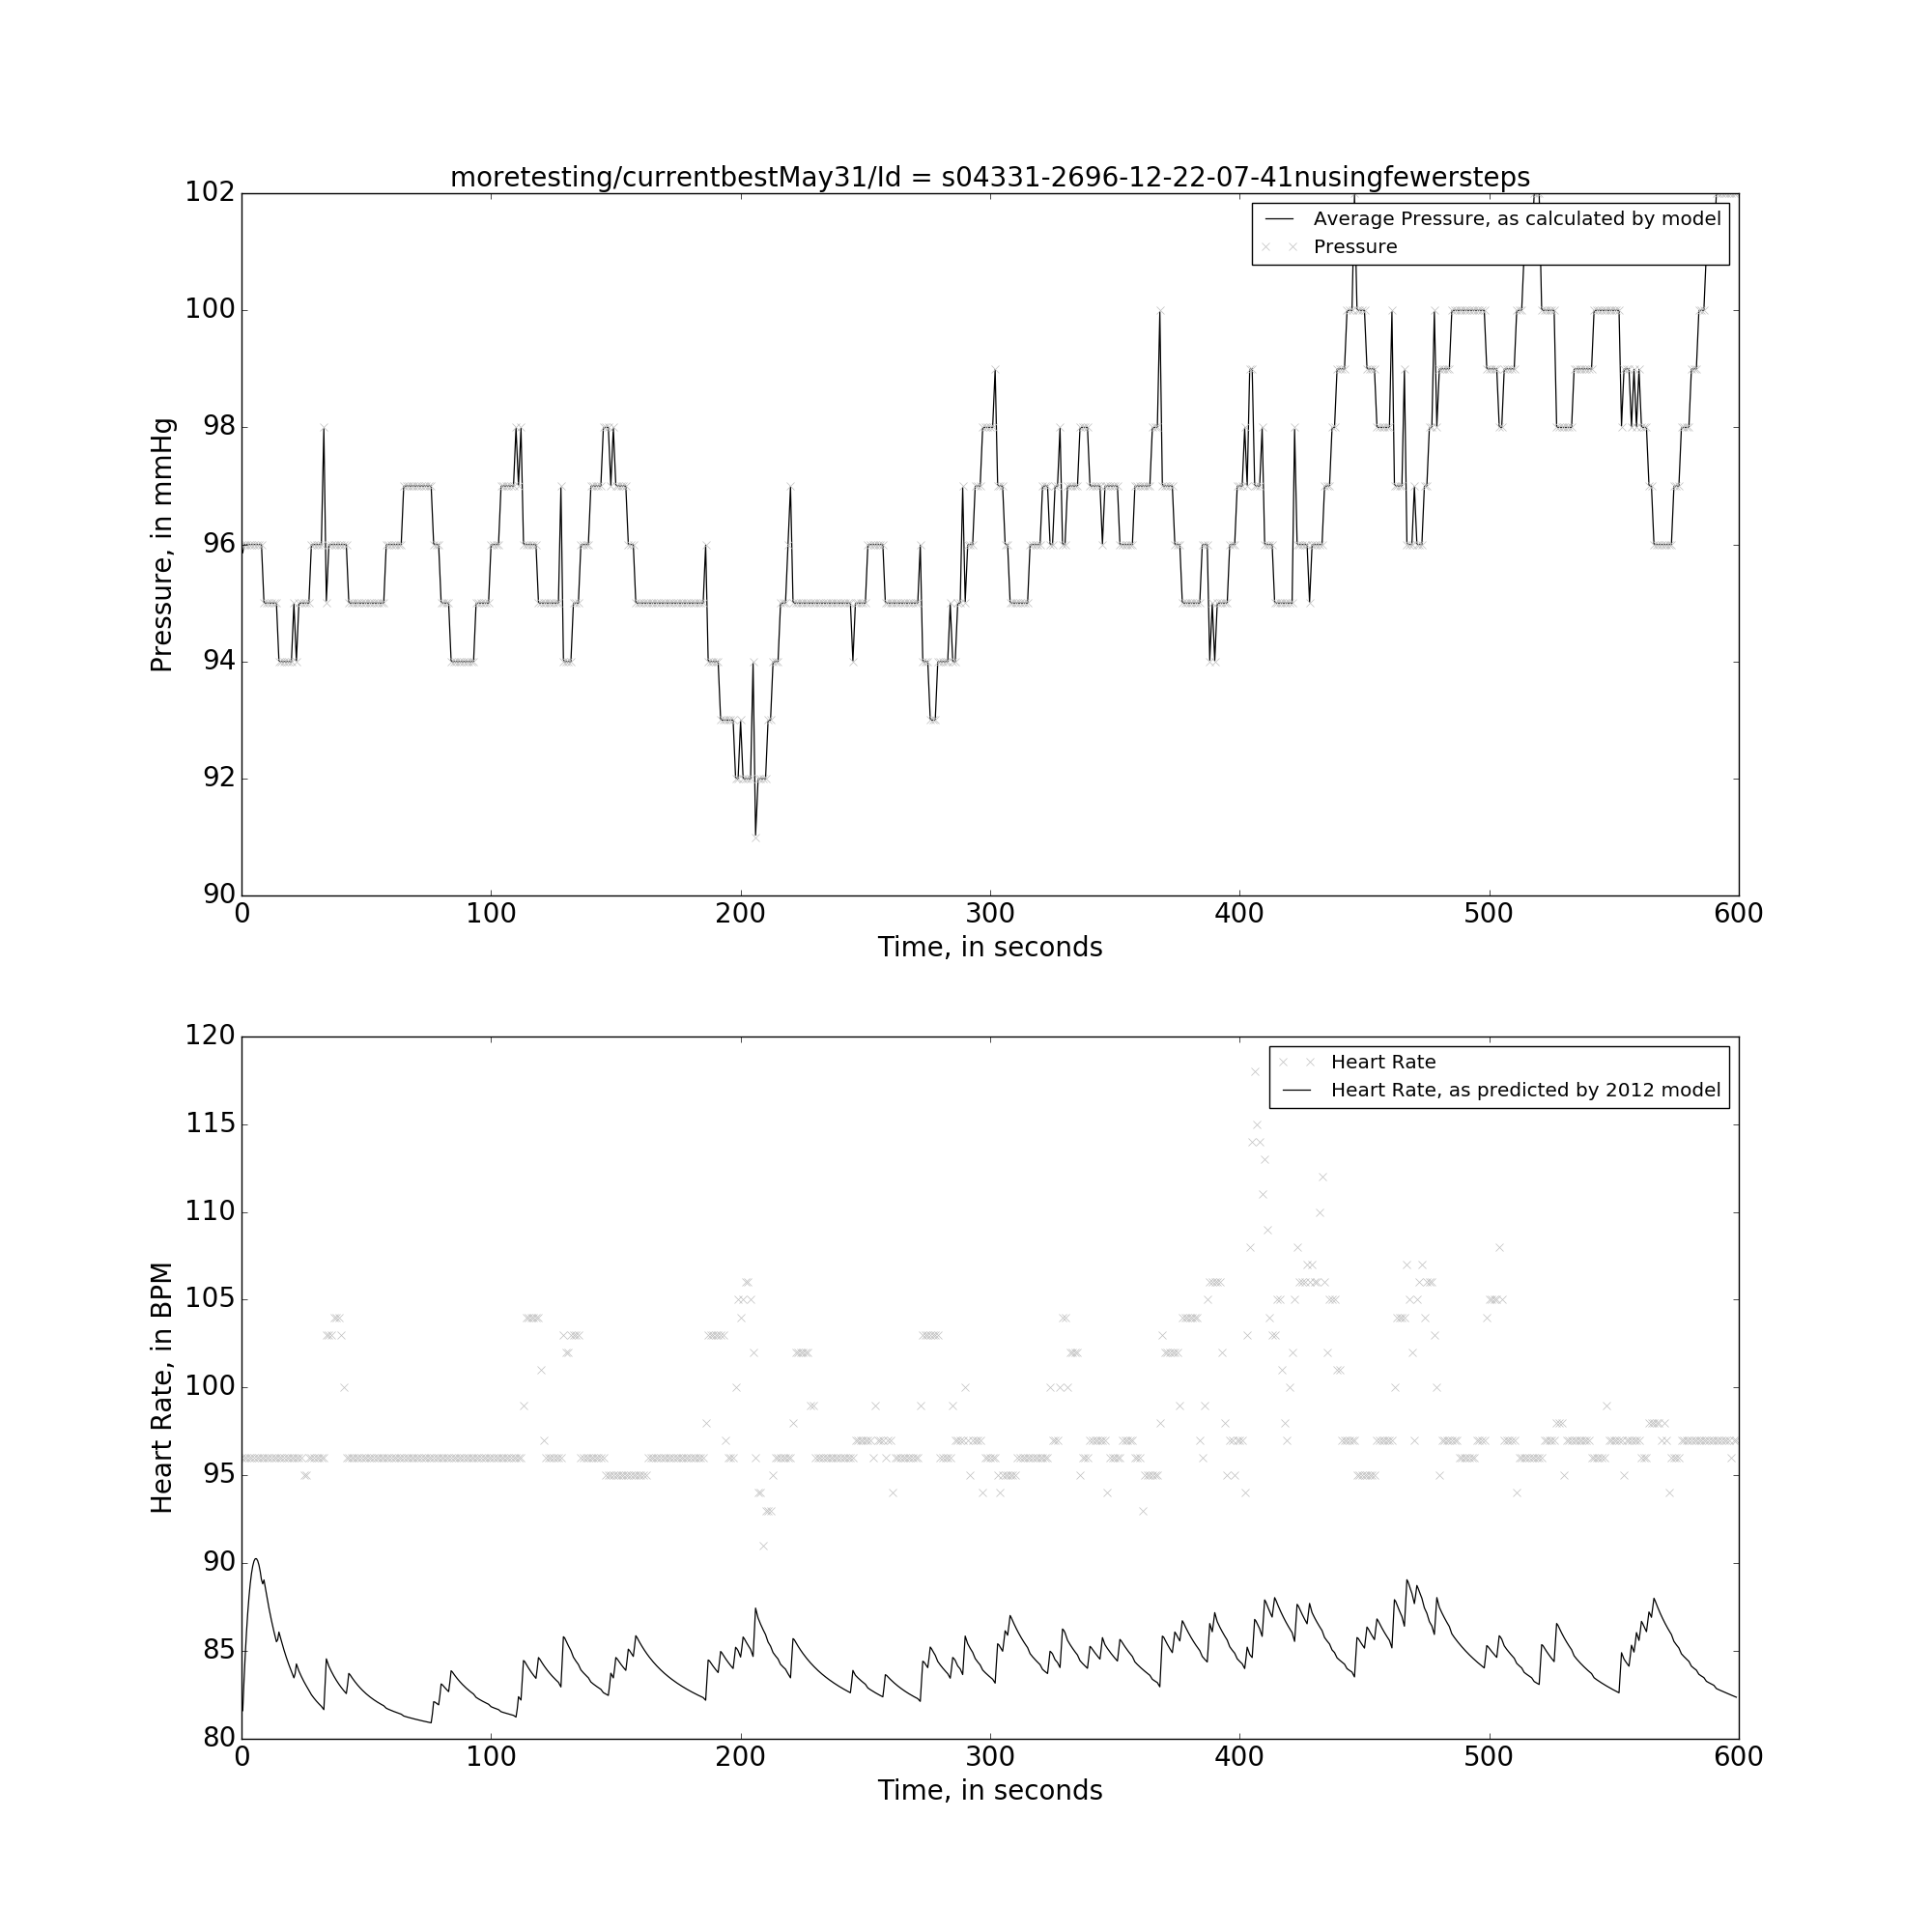 moretesting/currentbestMay31/Id = s04331-2696-12-22-07-41nusingfewersteps
102
100
98
96
94
92
90
Pressure, in mmHg
Average Pressure, as calculated by model
Pressure
0 100 200 300 400 500 600
Time, in seconds
120
115
110
105
100
95
90
85
80
Heart Rate, in BPM
Heart Rate
Heart Rate, as predicted by 2012 model
0 100 200 300 400 500 600
Time, in seconds